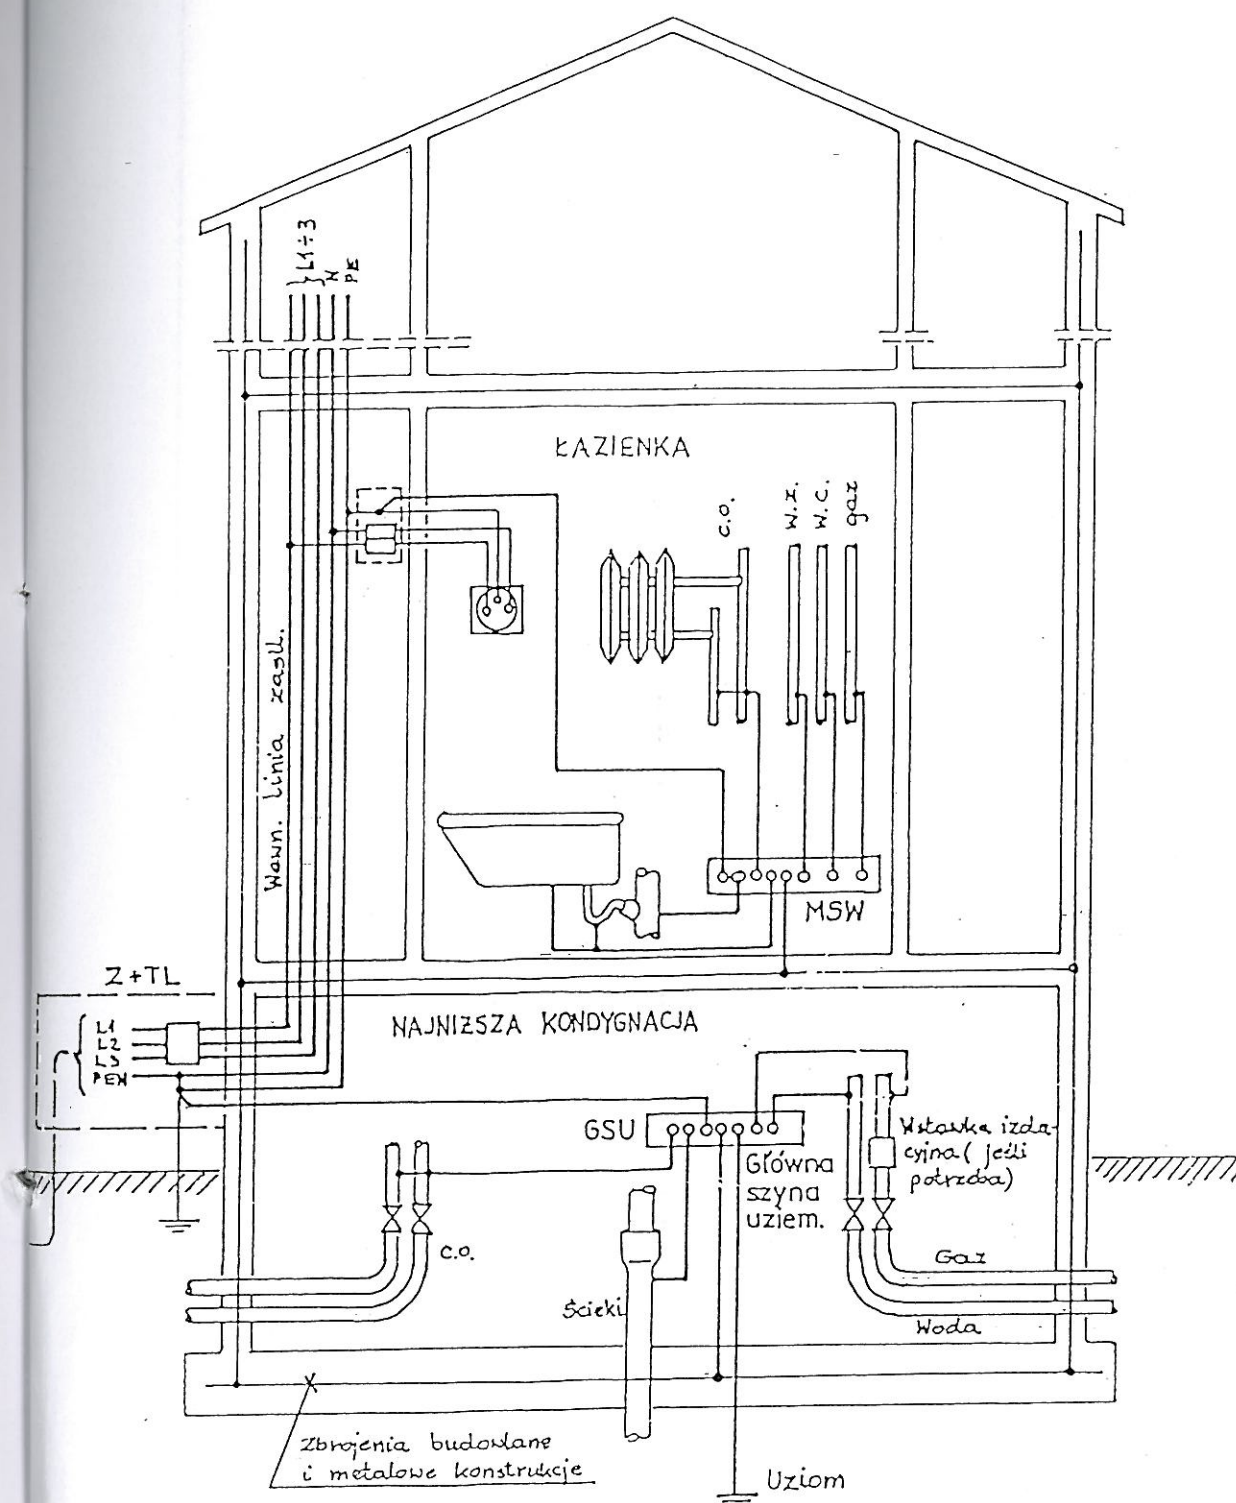 L1÷3
N
PE
ŁAZIENKA
c.o.
w.z.
w.c.
gaz
Wewn. Linia zasil.
MSW
Z+TL
L1
L2
L3
PEN
NAJNIŻSZA KONDYGNACJA
GSU
Główna
szyna
uziem.
Wstawka izola-
cyjna (jeśli
potrzeba)
c.o.
Gaz
Ścieki
Woda
Zbrojenia budowlane
i metalowe konstrukcje
Uziom